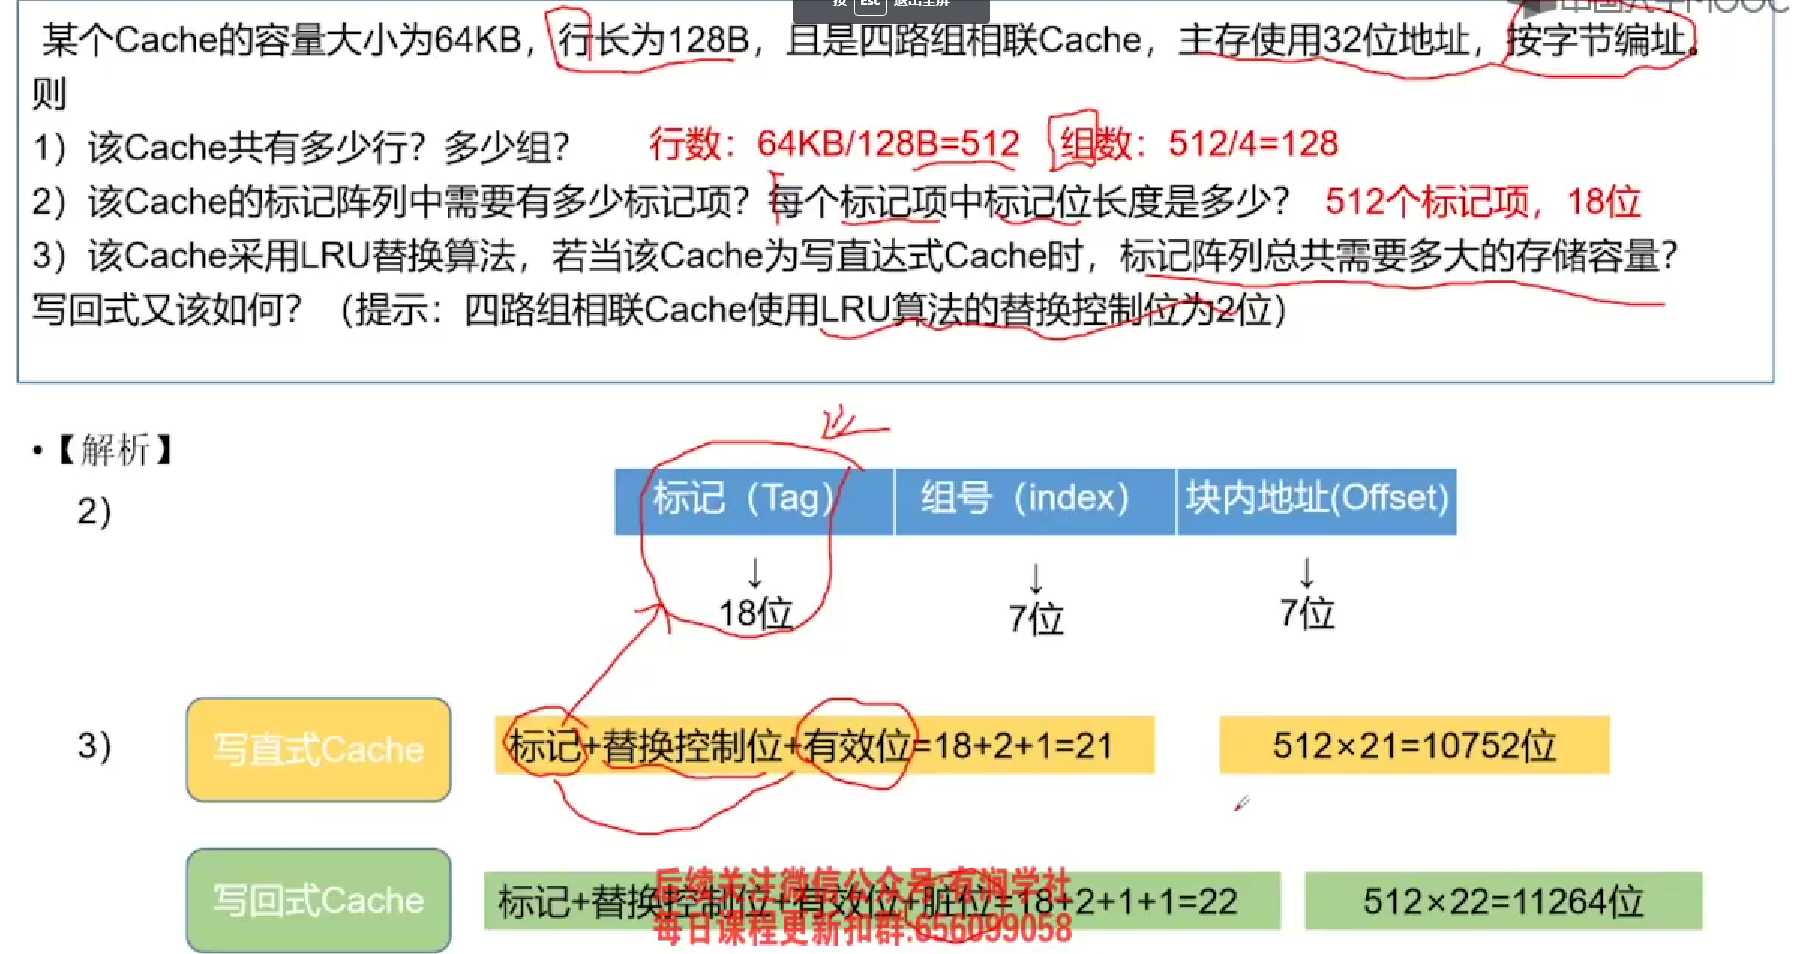 按 Esc 退出全屏
中国大学MOOC
某个Cache的容量大小为64KB，行长为128B，且是四路组相联Cache，主存使用32位地址，按字节编址。
则
1）该Cache共有多少行？多少组？ 行数：64KB/128B=512 组数：512/4=128
2）该Cache的标记阵列中需要有多少标记项？每个标记项中标记位长度是多少？ 512个标记项，18位
3）该Cache采用LRU替换算法，若当该Cache为写直达式Cache时，标记阵列总共需要多大的存储容量？
写回式又该如何？（提示：四路组相联Cache使用LRU算法的替换控制位为2位）
•【解析】
2）
标记（Tag） 组号（index） 块内地址(Offset)
↓ ↓ ↓
18位 7位 7位
3） 写直式Cache 标记+替换控制位+有效位=18+2+1=21 512×21=10752位
写回式Cache 标记+替换控制位+有效位+脏位=18+2+1+1=22 512×22=11264位
后续关注微信公众号:有润学社
每日课程更新扣群:656099058